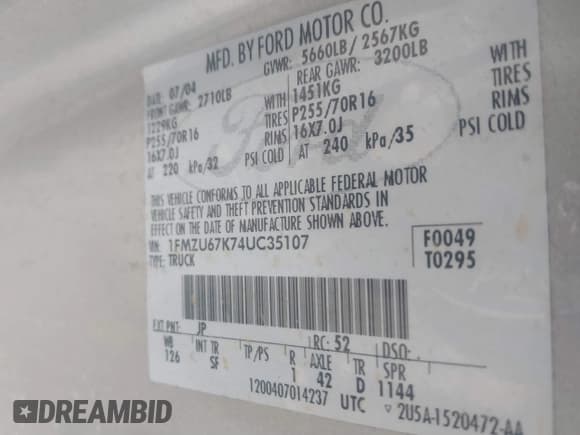 MFD. BY FORD MOTOR CO.
DATE 07/04 GVWR: 5660LB / 2567KG
FRONT GAWR: 2710LB REAR GAWR: 3200LB
1229KG WITH 1451KG WITH
P255/70R16 TIRES P255/70R16 TIRES
16X7.0J RIMS 16X7.0J RIMS
AT 220 kPa/32 PSI COLD AT 240 kPa/35 PSI COLD
THIS VEHICLE CONFORMS TO ALL APPLICABLE FEDERAL MOTOR
VEHICLE SAFETY AND THEFT PREVENTION STANDARDS IN
EFFECT ON THE DATE OF MANUFACTURE SHOWN ABOVE.
VIN: 1FMZU67K74UC35107 F0049
TYPE: TRUCK T0295
Ford
EXT PNT: JP RC: 52 DSO:
WB INT TR TP/PS R AXLE TR SPR
126 SF 1 42 D 1144
1200407014237 UTC ▽ 2U5A-1520472-AA
DREAMBID